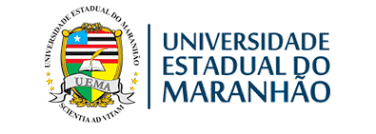 UNIVERSIDADE ESTADUAL DO MARANHÃO
UEMA
SCIENTIA AD VITAM
UNIVERSIDADE
ESTADUAL DO
MARANHÃO